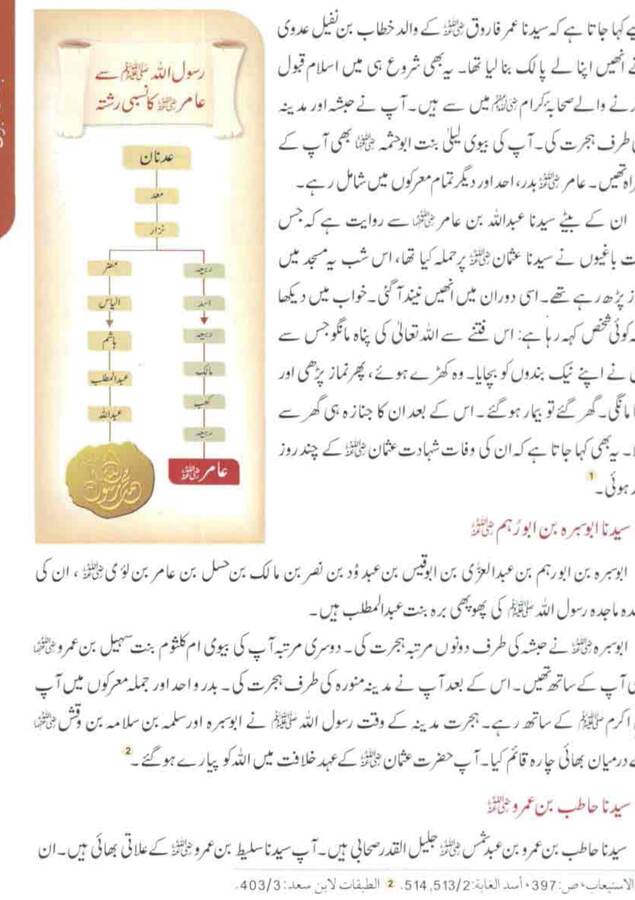 ہے کہا جاتا ہے کہ سیدنا عمر فاروق رضی اللہ عنہ کے والد خطاب بن نفیل عدوی
نے انھیں اپنا لے پالک بنا لیا تھا۔ یہ بھی شروع ہی میں اسلام قبول
کرنے والے صحابۂ کرام رضی اللہ عنہم میں سے ہیں۔ آپ نے حبشہ اور مدینہ
کی طرف ہجرت کی۔ آپ کی بیوی لیلیٰ بنت ابوحثمہ رضی اللہ عنہا بھی آپ کے
ہمراہ تھیں۔ عامر رضی اللہ عنہ بدر، احد اور دیگر تمام معرکوں میں شامل رہے۔
ان کے بیٹے سیدنا عبداللہ بن عامر رضی اللہ عنہ سے روایت ہے کہ جس
باغیوں نے سیدنا عثمان رضی اللہ عنہ پر حملہ کیا تھا، اس شب یہ مسجد میں
نماز پڑھ رہے تھے۔ اسی دوران میں انھیں نیند آگئی۔ خواب میں دیکھا
کہ کوئی شخص کہہ رہا ہے: اس فتنے سے اللہ تعالیٰ کی پناہ مانگو جس سے
نے اپنے نیک بندوں کو بچایا۔ وہ کھڑے ہوئے، پھر نماز پڑھی اور
مانگی۔ گھر گئے تو بیمار ہوگئے۔ اس کے بعد ان کا جنازہ ہی گھر سے
یہ بھی کہا جاتا ہے کہ ان کی وفات شہادت عثمان رضی اللہ عنہ کے چند روز
ہوئی۔ 1
رسول اللہ ﷺ سے
عامر رضی اللہ عنہ کا نسبی رشتہ
عدنان
معد
نزار
ربیعہ
اسد
ربیعہ
مالک
کعب
ربیعہ
عامر رضی اللہ عنہ
مضر
الیاس
ہاشم
عبدالمطلب
عبداللہ
محمد رسول اللہ
سیدنا ابوسبرہ بن ابورُہم رضی اللہ عنہ
ابوسبرہ بن ابورہم بن عبدالعزّی بن ابوقیس بن عبد وُد بن نصر بن مالک بن حسل بن عامر بن لؤی رضی اللہ عنہ، ان کی
والدہ ماجدہ رسول اللہ ﷺ کی پھوپھی برہ بنت عبدالمطلب ہیں۔
ابوسبرہ رضی اللہ عنہ نے حبشہ کی طرف دونوں مرتبہ ہجرت کی۔ دوسری مرتبہ آپ کی بیوی ام کلثوم بنت سہیل بن عمرو رضی اللہ عنہا
آپ کے ساتھ تھیں۔ اس کے بعد آپ نے مدینہ منورہ کی طرف ہجرت کی۔ بدر و احد اور جملہ معرکوں میں آپ
اکرم ﷺ کے ساتھ رہے۔ ہجرت مدینہ کے وقت رسول اللہ ﷺ نے ابوسبرہ اور سلمہ بن سلامہ بن وقش رضی اللہ عنہما
کے درمیان بھائی چارہ قائم کیا۔ آپ حضرت عثمان رضی اللہ عنہ کے عہد خلافت میں اللہ کو پیارے ہوگئے۔ 2
سیدنا حاطب بن عمرو رضی اللہ عنہ
سیدنا حاطب بن عمرو بن عبد شمس رضی اللہ عنہ جلیل القدر صحابی ہیں۔ آپ سیدنا سلیط بن عمرو رضی اللہ عنہ کے علاتی بھائی ہیں۔ ان
الاستیعاب، ص: 397، أسد الغابة: 514,513/2. 2 الطبقات لابن سعد: 403/3.